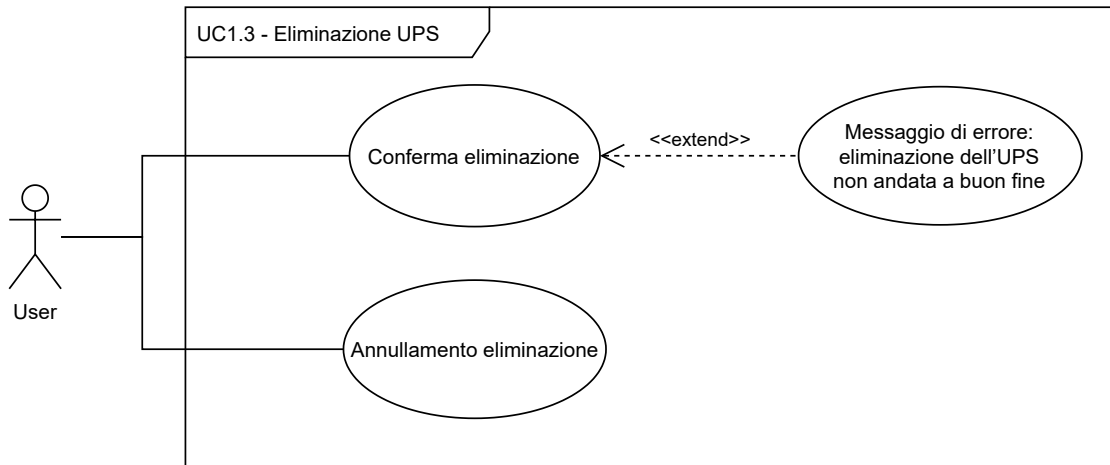 UC1.3 - Eliminazione UPS
Conferma eliminazione
<<extend>>
Messaggio di errore:
eliminazione dell'UPS
non andata a buon fine
User
Annullamento eliminazione